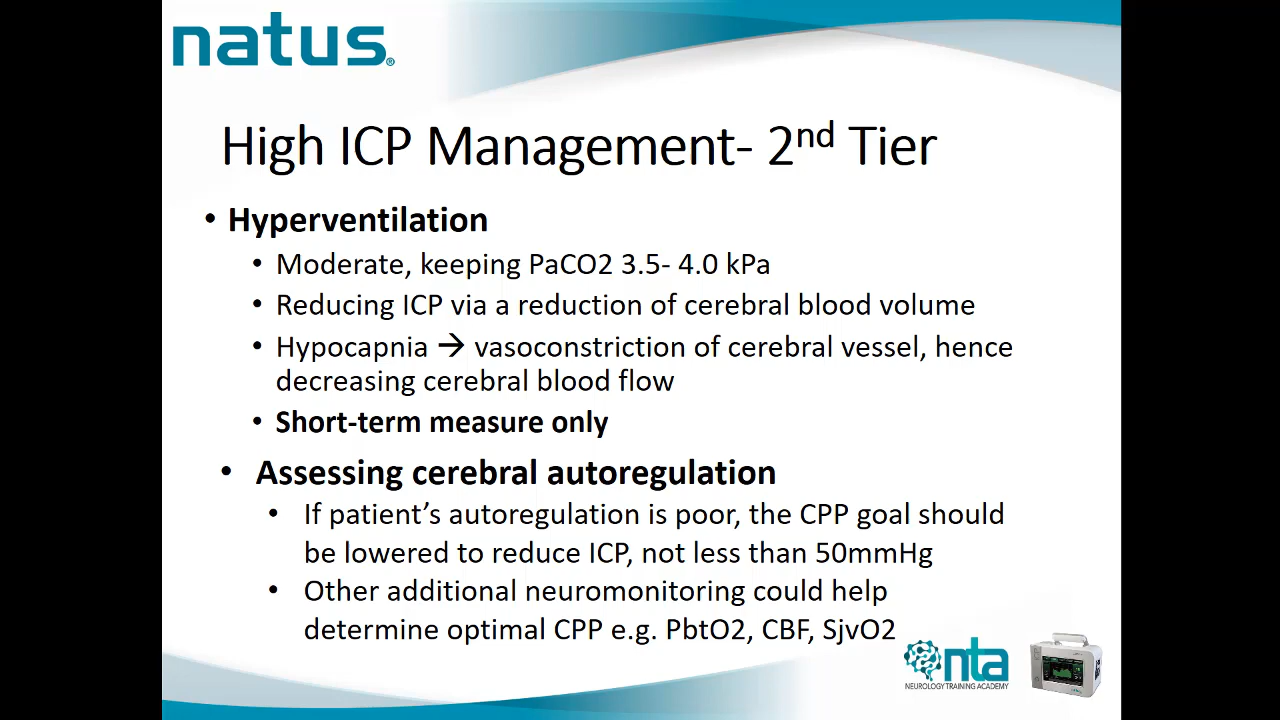 natus®
High ICP Management- 2nd Tier
• Hyperventilation
• Moderate, keeping PaCO2 3.5- 4.0 kPa
• Reducing ICP via a reduction of cerebral blood volume
• Hypocapnia → vasoconstriction of cerebral vessel, hence
decreasing cerebral blood flow
• Short-term measure only
• Assessing cerebral autoregulation
• If patient’s autoregulation is poor, the CPP goal should
be lowered to reduce ICP, not less than 50mmHg
• Other additional neuromonitoring could help
determine optimal CPP e.g. PbtO2, CBF, SjvO2
nta
NEUROLOGY TRAINING ACADEMY